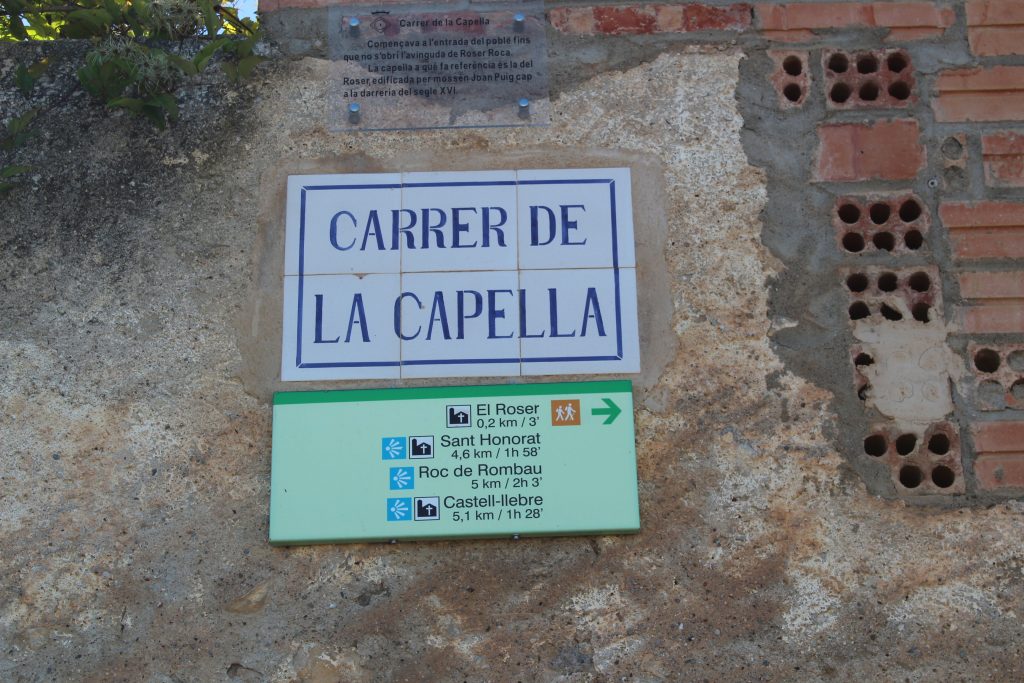 Carrer de la Capella
Començava a l'entrada del poble fins
que no s'obrí l'avinguda de Roser Roca.
La capella a què fa referència és la del
Roser, edificada per mossèn Joan Puig cap
a la darreria del segle XVI.
CARRER DE
LA CAPELLA
El Roser
0,2 km / 3'
Sant Honorat
4,6 km / 1h 58'
Roc de Rombau
5 km / 2h 3'
Castell-llebre
5,1 km / 1h 28'